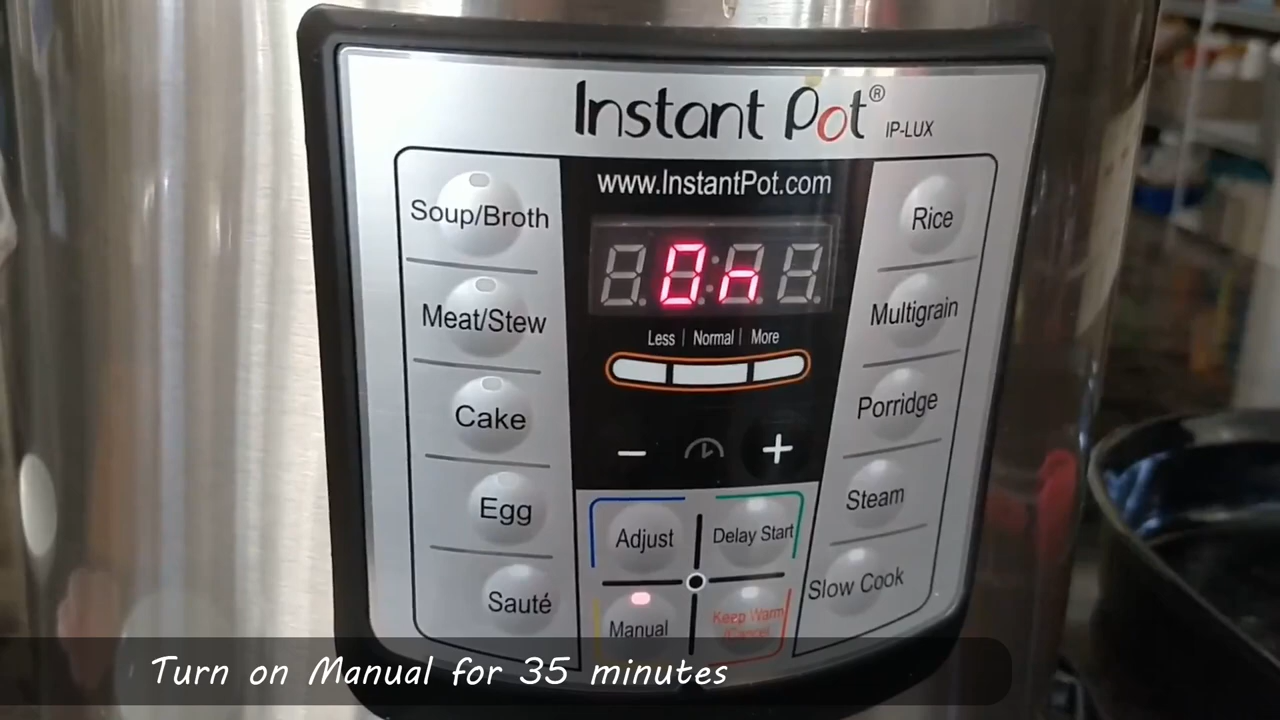 Instant Pot® IP-LUX
www.InstantPot.com
On
Less | Normal | More
Soup/Broth
Meat/Stew
Cake
Egg
Sauté
− +
Adjust
Delay Start
Manual
Keep Warm
/Cancel
Rice
Multigrain
Porridge
Steam
Slow Cook
Turn on Manual for 35 minutes